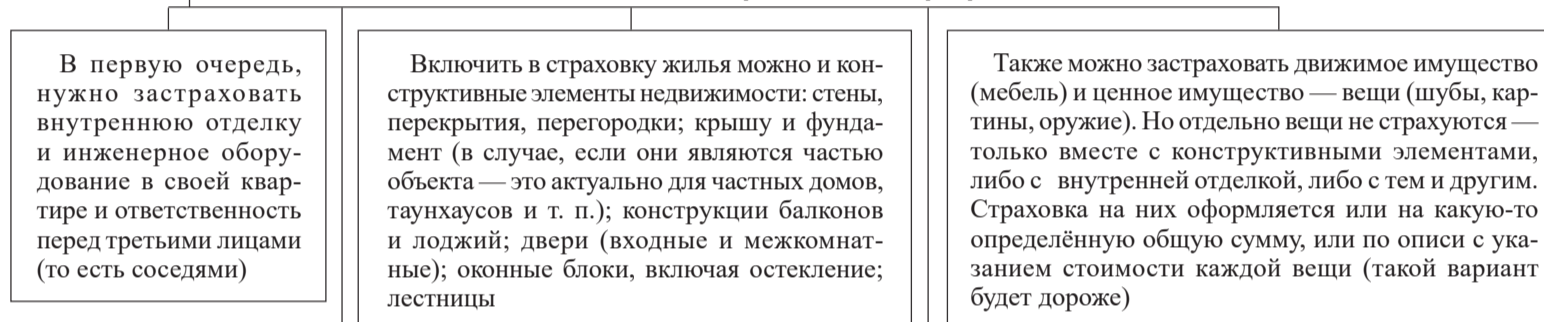 В первую очередь,
нужно застраховать
внутреннюю отделку
и инженерное обору-
дование в своей квар-
тире и ответственность
перед третьими лицами
(то есть соседями)
Включить в страховку жилья можно и кон-
структивные элементы недвижимости: стены,
перекрытия, перегородки; крышу и фунда-
мент (в случае, если они являются частью
объекта — это актуально для частных домов,
таунхаусов и т. п.); конструкции балконов
и лоджий; двери (входные и межкомнат-
ные); оконные блоки, включая остекление;
лестницы
Также можно застраховать движимое имущество
(мебель) и ценное имущество — вещи (шубы, кар-
тины, оружие). Но отдельно вещи не страхуются —
только вместе с конструктивными элементами,
либо с внутренней отделкой, либо с тем и другим.
Страховка на них оформляется или на какую-то
определённую общую сумму, или по описи с ука-
занием стоимости каждой вещи (такой вариант
будет дороже)